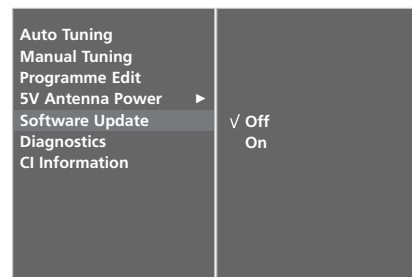 Auto Tuning
Manual Tuning
Programme Edit
5V Antenna Power ►
Software Update
Diagnostics
CI Information
√ Off
On